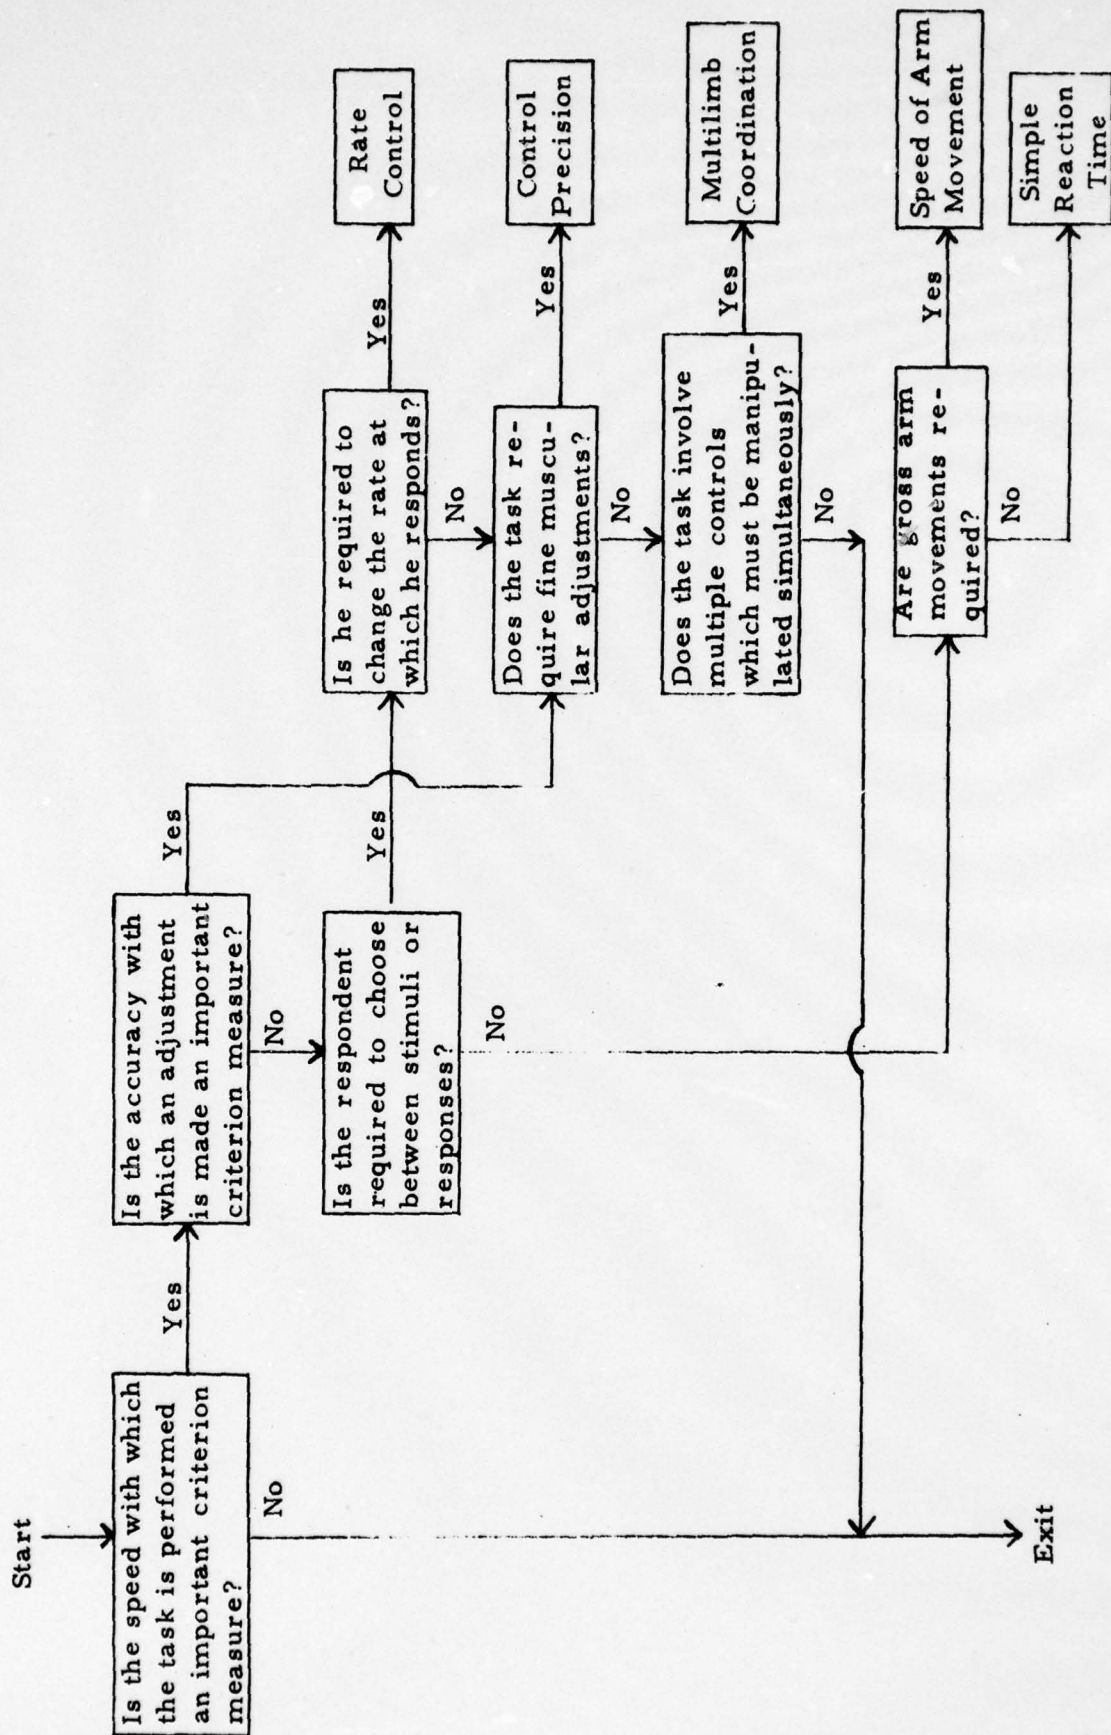 Start
Is the speed with which
the task is performed
an important criterion
measure?
Yes
No
Is the accuracy with
which an adjustment
is made an important
criterion measure?
Yes
No
Is the respondent
required to choose
between stimuli or
responses?
Yes
No
Is he required to
change the rate at
which he responds?
Yes
No
Rate
Control
Does the task re-
quire fine muscu-
lar adjustments?
Yes
No
Control
Precision
Does the task involve
multiple controls
which must be manipu-
lated simultaneously?
Yes
No
Multilimb
Coordination
Are gross arm
movements re-
quired?
Yes
No
Speed of Arm
Movement
Simple
Reaction
Time
Exit